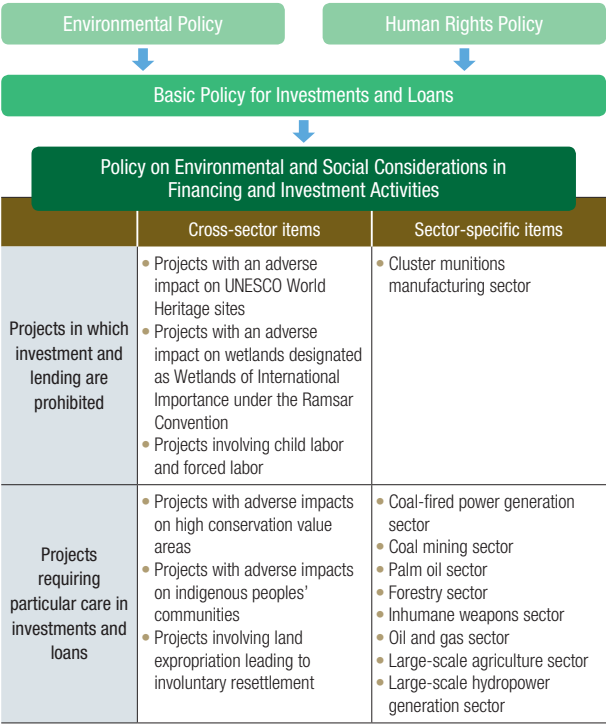 Environmental Policy
Human Rights Policy
Basic Policy for Investments and Loans
Policy on Environmental and Social Considerations in
Financing and Investment Activities
Cross-sector items
Sector-specific items
Projects in which
investment and
lending are
prohibited
• Projects with an adverse
impact on UNESCO World
Heritage sites
• Projects with an adverse
impact on wetlands designated
as Wetlands of International
Importance under the Ramsar
Convention
• Projects involving child labor
and forced labor
• Cluster munitions
manufacturing sector
Projects
requiring
particular care in
investments and
loans
• Projects with adverse impacts
on high conservation value
areas
• Projects with adverse impacts
on indigenous peoples’
communities
• Projects involving land
expropriation leading to
involuntary resettlement
• Coal-fired power generation
sector
• Coal mining sector
• Palm oil sector
• Forestry sector
• Inhumane weapons sector
• Oil and gas sector
• Large-scale agriculture sector
• Large-scale hydropower
generation sector